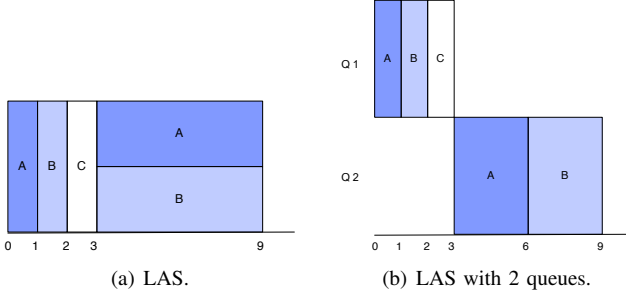 A B C A
B
0 1 2 3 9
(a) LAS.
Q 1 A B C
Q 2 A B
0 1 2 3 6 9
(b) LAS with 2 queues.